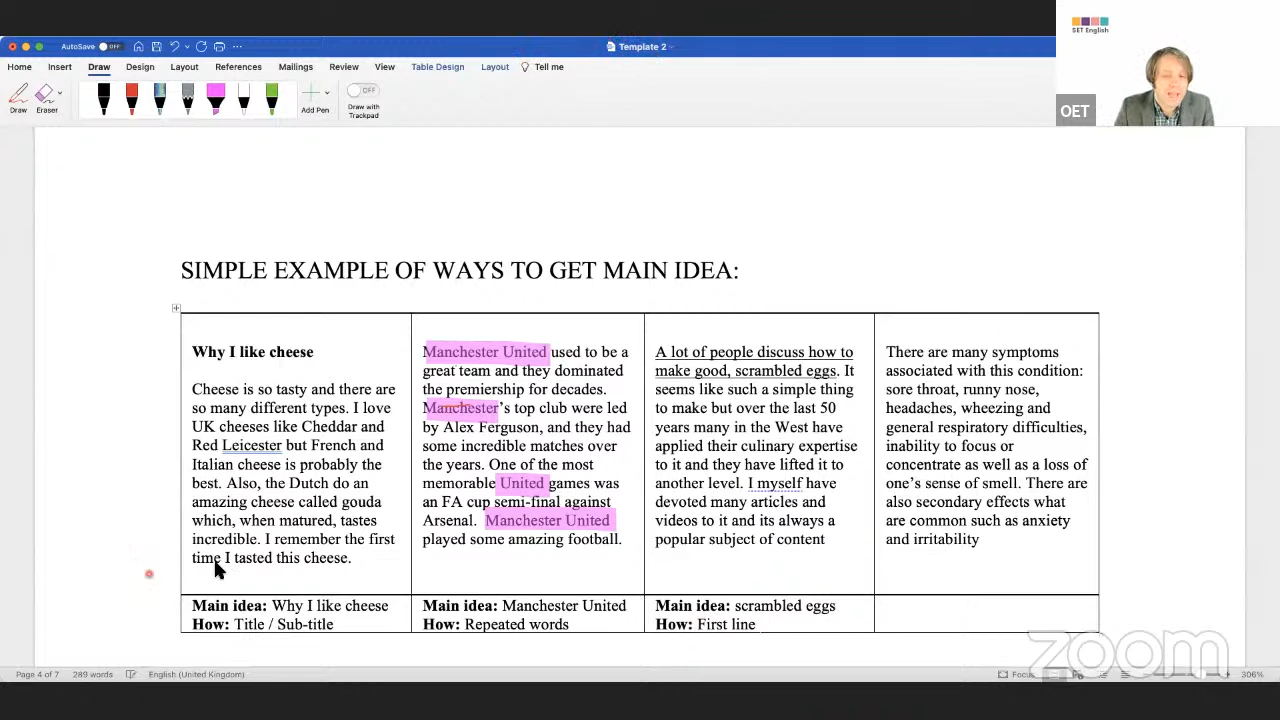 SET English
AutoSave OFF
Template 2
Home Insert Draw Design Layout References Mailings Review View Table Design Layout Tell me
Draw Eraser Add Pen OFF Draw with
Trackpad
OET
SIMPLE EXAMPLE OF WAYS TO GET MAIN IDEA:
Why I like cheese
Cheese is so tasty and there are
so many different types. I love
UK cheeses like Cheddar and
Red Leicester but French and
Italian cheese is probably the
best. Also, the Dutch do an
amazing cheese called gouda
which, when matured, tastes
incredible. I remember the first
time I tasted this cheese.
Main idea: Why I like cheese
How: Title / Sub-title
Manchester United used to be a
great team and they dominated
the premiership for decades.
Manchester's top club were led
by Alex Ferguson, and they had
some incredible matches over
the years. One of the most
memorable United games was
an FA cup semi-final against
Arsenal. Manchester United
played some amazing football.
Main idea: Manchester United
How: Repeated words
A lot of people discuss how to
make good, scrambled eggs. It
seems like such a simple thing
to make but over the last 50
years many in the West have
applied their culinary expertise
to it and they have lifted it to
another level. I myself have
devoted many articles and
videos to it and its always a
popular subject of content
Main idea: scrambled eggs
How: First line
There are many symptoms
associated with this condition:
sore throat, runny nose,
headaches, wheezing and
general respiratory difficulties,
inability to focus or
concentrate as well as a loss of
one's sense of smell. There are
also secondary effects what
are common such as anxiety
and irritability
zoom
Page 4 of 7 289 words English (United Kingdom) Focus 306%